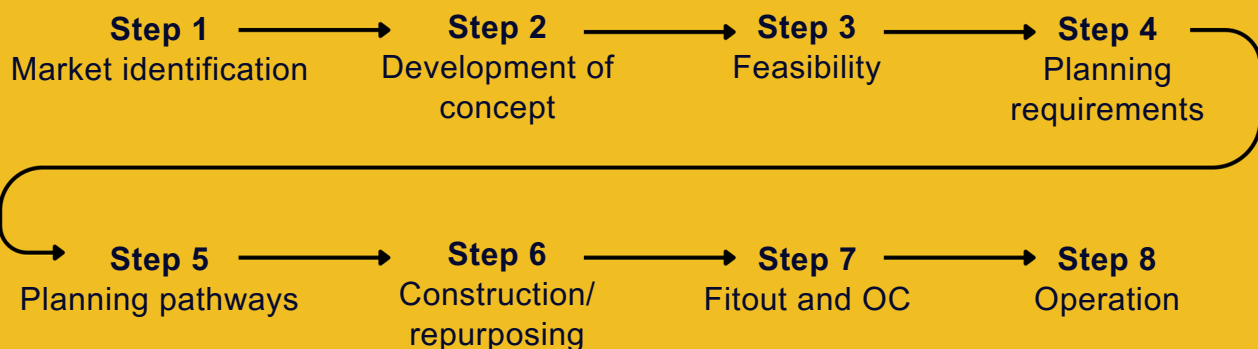 Step 1
Market identification
Step 2
Development of
concept
Step 3
Feasibility
Step 4
Planning
requirements
Step 5
Planning pathways
Step 6
Construction/
repurposing
Step 7
Fitout and OC
Step 8
Operation